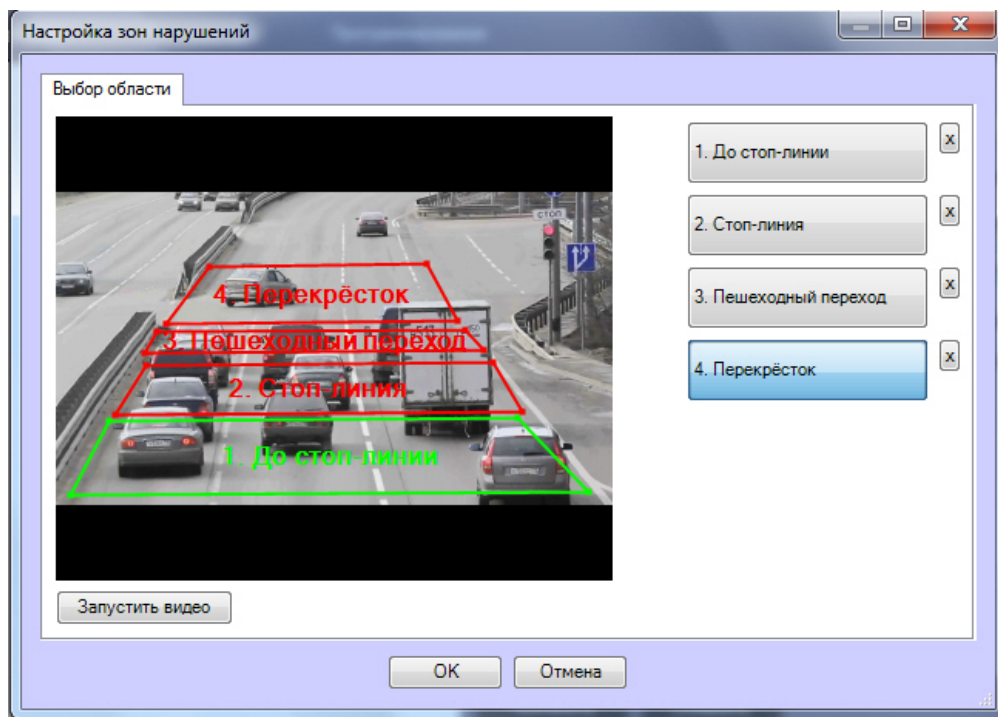 Настройка зон нарушений
Выбор области
1. До стоп-линии
x
2. Стоп-линия
x
3. Пешеходный переход
x
4. Перекрёсток
x
СТОП
4. Перекрёсток
3. Пешеходный переход
2. Стоп-линия
1. До стоп-линии
Запустить видео
OK
Отмена